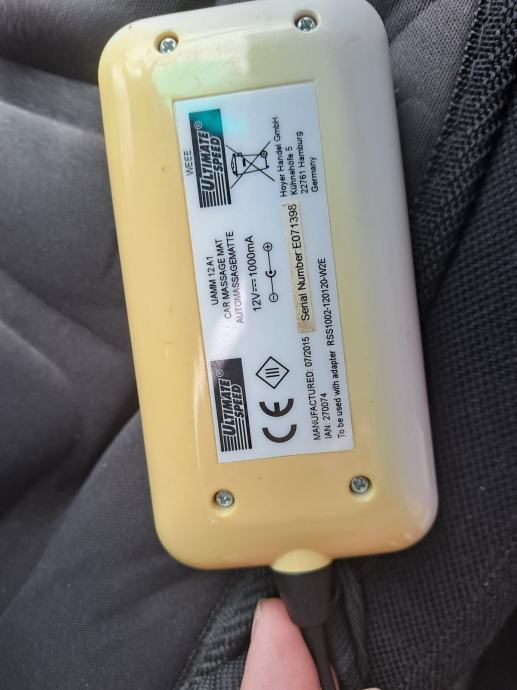 ULTIMATE®
SPEED
UAMM 12 A1
CAR MASSAGE MAT
AUTOMASSAGEMATTE
12V 1000mA
WEEE
ULTIMATE®
SPEED
CE
III
MANUFACTURED: 07/2015
IAN: 270074
To be used with adapter RSS1002-120120-W2E
Serial Number:E071398
Hoyer Handel GmbH
Kühnehöfe 5
22761 Hamburg
Germany